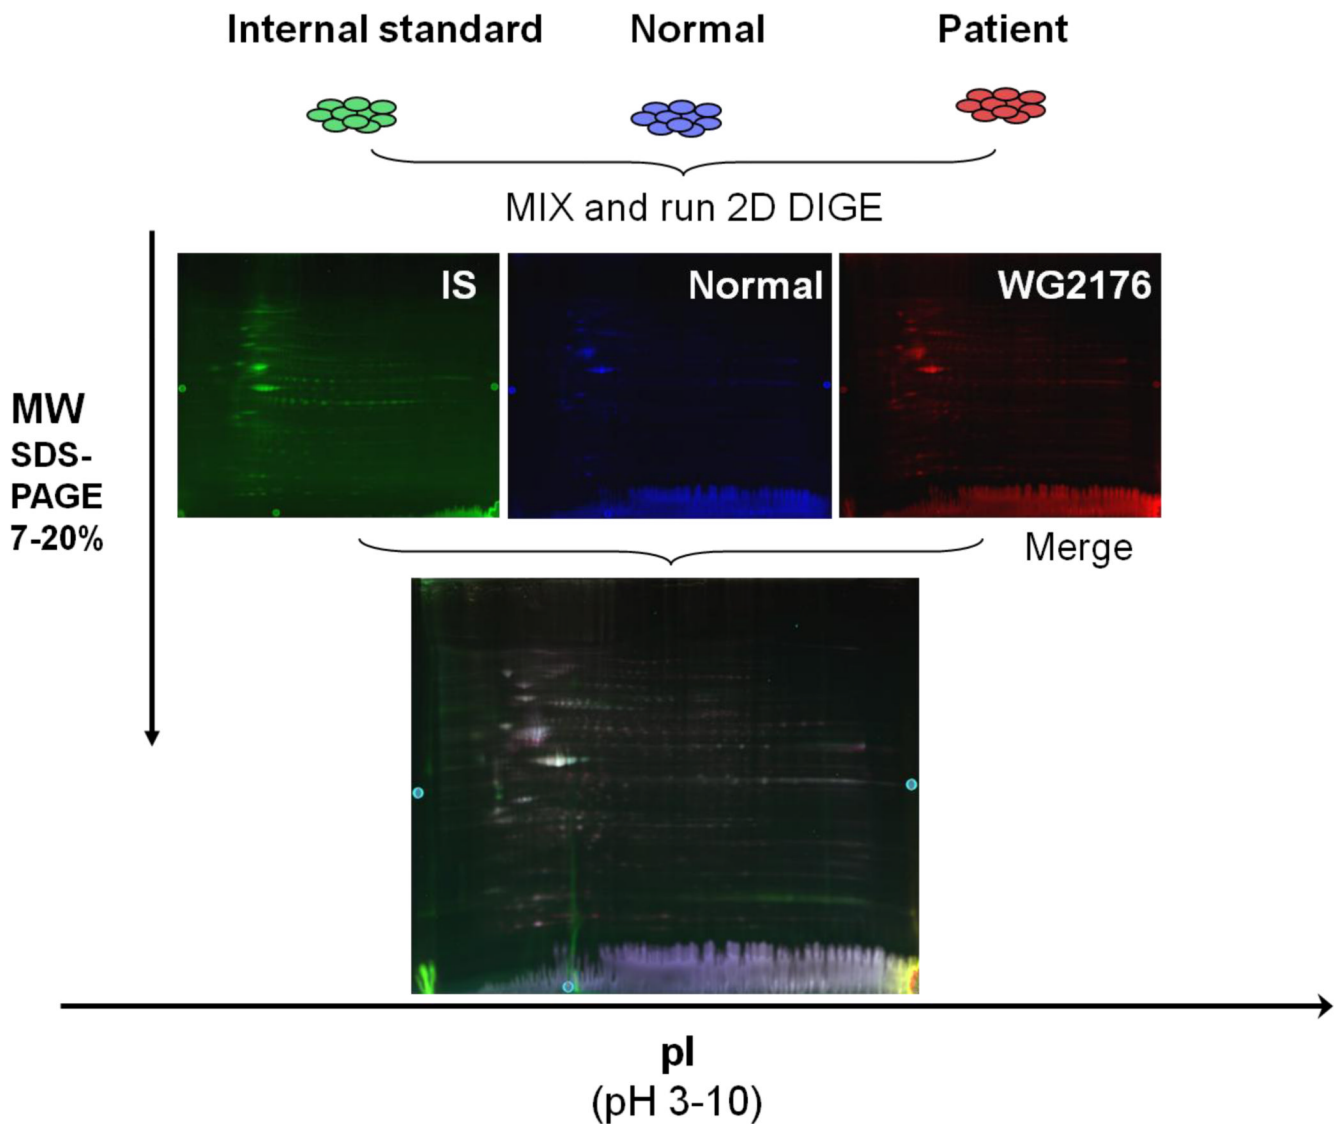 Internal standard
Normal
Patient
MIX and run 2D DIGE
IS
Normal
WG2176
MW
SDS-
PAGE
7-20%
Merge
pI
(pH 3-10)